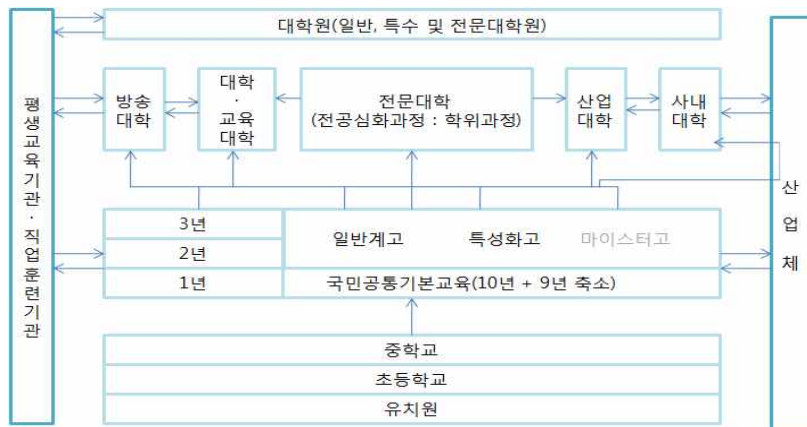 대학원(일반, 특수 및 전문대학원)
평생교육기관·직업훈련기관
방송
대학
대학
·
교육
대학
전문대학
(전공심화과정 : 학위과정)
산업
대학
사내
대학
산업체
3년
2년
1년
일반계고 특성화고 마이스터고
국민공통기본교육(10년 + 9년 축소)
중학교
초등학교
유치원